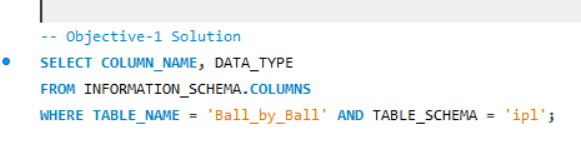 -- Objective-1 Solution
SELECT COLUMN_NAME, DATA_TYPE
FROM INFORMATION_SCHEMA.COLUMNS
WHERE TABLE_NAME = 'Ball_by_Ball' AND TABLE_SCHEMA = 'ipl';